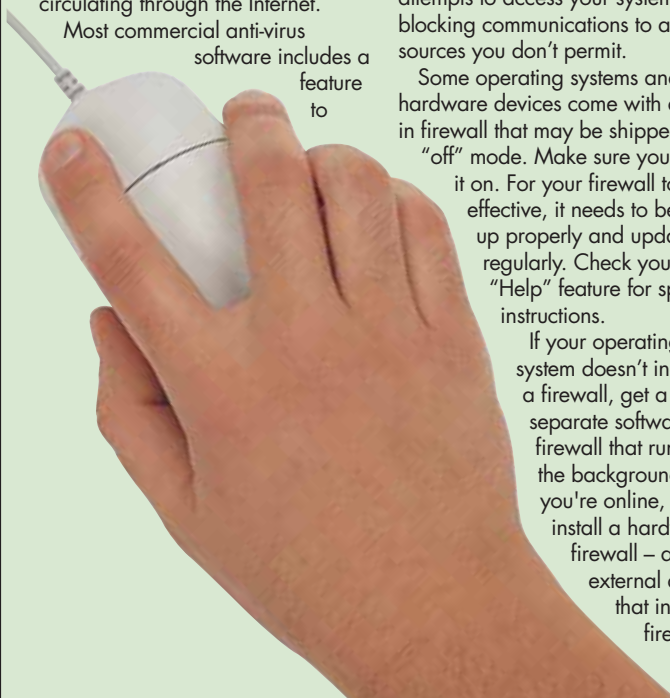 circulating through the Internet.
Most commercial anti-virus
software includes a
feature
to
attempts to access your system
blocking communications to a
sources you don't permit.
Some operating systems and
hardware devices come with
in firewall that may be shippe
"off" mode. Make sure you
it on. For your firewall to
effective, it needs to be
up properly and upda
regularly. Check you
"Help" feature for sp
instructions.
If your operating
system doesn't in
a firewall, get a
separate softwa
firewall that run
the background
you're online,
install a hard
firewall – a
external
that in
fire